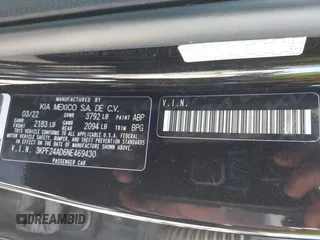 MANUFACTURED BY
KIA MEXICO S.A. DE C.V.
03/22 GVWR 3792 LB PAINT ABP
FRONT 2183 LB REAR 2094 LB TRIM BPG
THIS VEHICLE CONFORMS TO ALL APPLICABLE U.S.A. FEDERAL
MOTOR VEHICLE SAFETY, BUMPER, AND THEFT PREVENTION
STANDARDS IN EFFECT ON THE DATE OF MANUFACTURE
SHOWN ABOVE.
V.I.N. 3KPF24AD6NE469430
PASSENGER CAR
V.I.N.
DREAMBID.COM